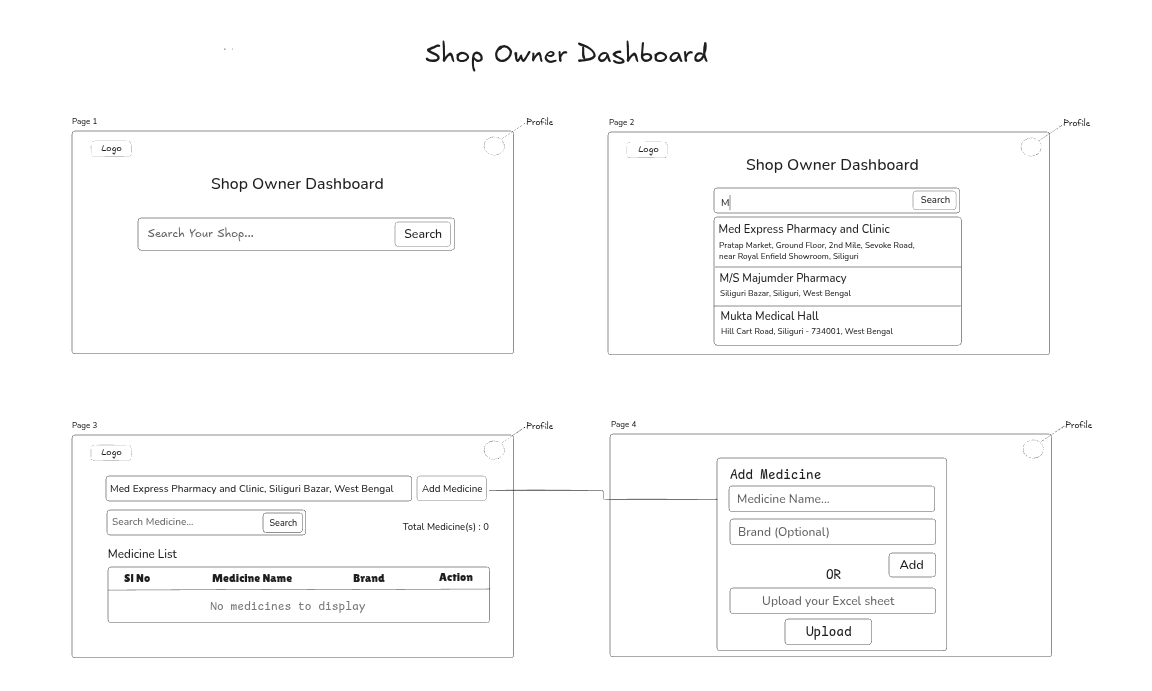 Shop Owner Dashboard
Page 1
Profile
Logo
Shop Owner Dashboard
Search Your Shop...
Search
Page 2
Profile
Logo
Shop Owner Dashboard
M
Search
Med Express Pharmacy and Clinic
Pratap Market, Ground Floor, 2nd Mile, Sevoke Road,
near Royal Enfield Showroom, Siliguri
M/S Majumder Pharmacy
Siliguri Bazar, Siliguri, West Bengal
Mukta Medical Hall
Hill Cart Road, Siliguri - 734001, West Bengal
Page 3
Profile
Logo
Med Express Pharmacy and Clinic, Siliguri Bazar, West Bengal
Add Medicine
Search Medicine...
Search
Total Medicine(s) : 0
Medicine List
Sl No Medicine Name Brand Action
No medicines to display
Page 4
Profile
Add Medicine
Medicine Name...
Brand (Optional)
Add
OR
Upload your Excel sheet
Upload